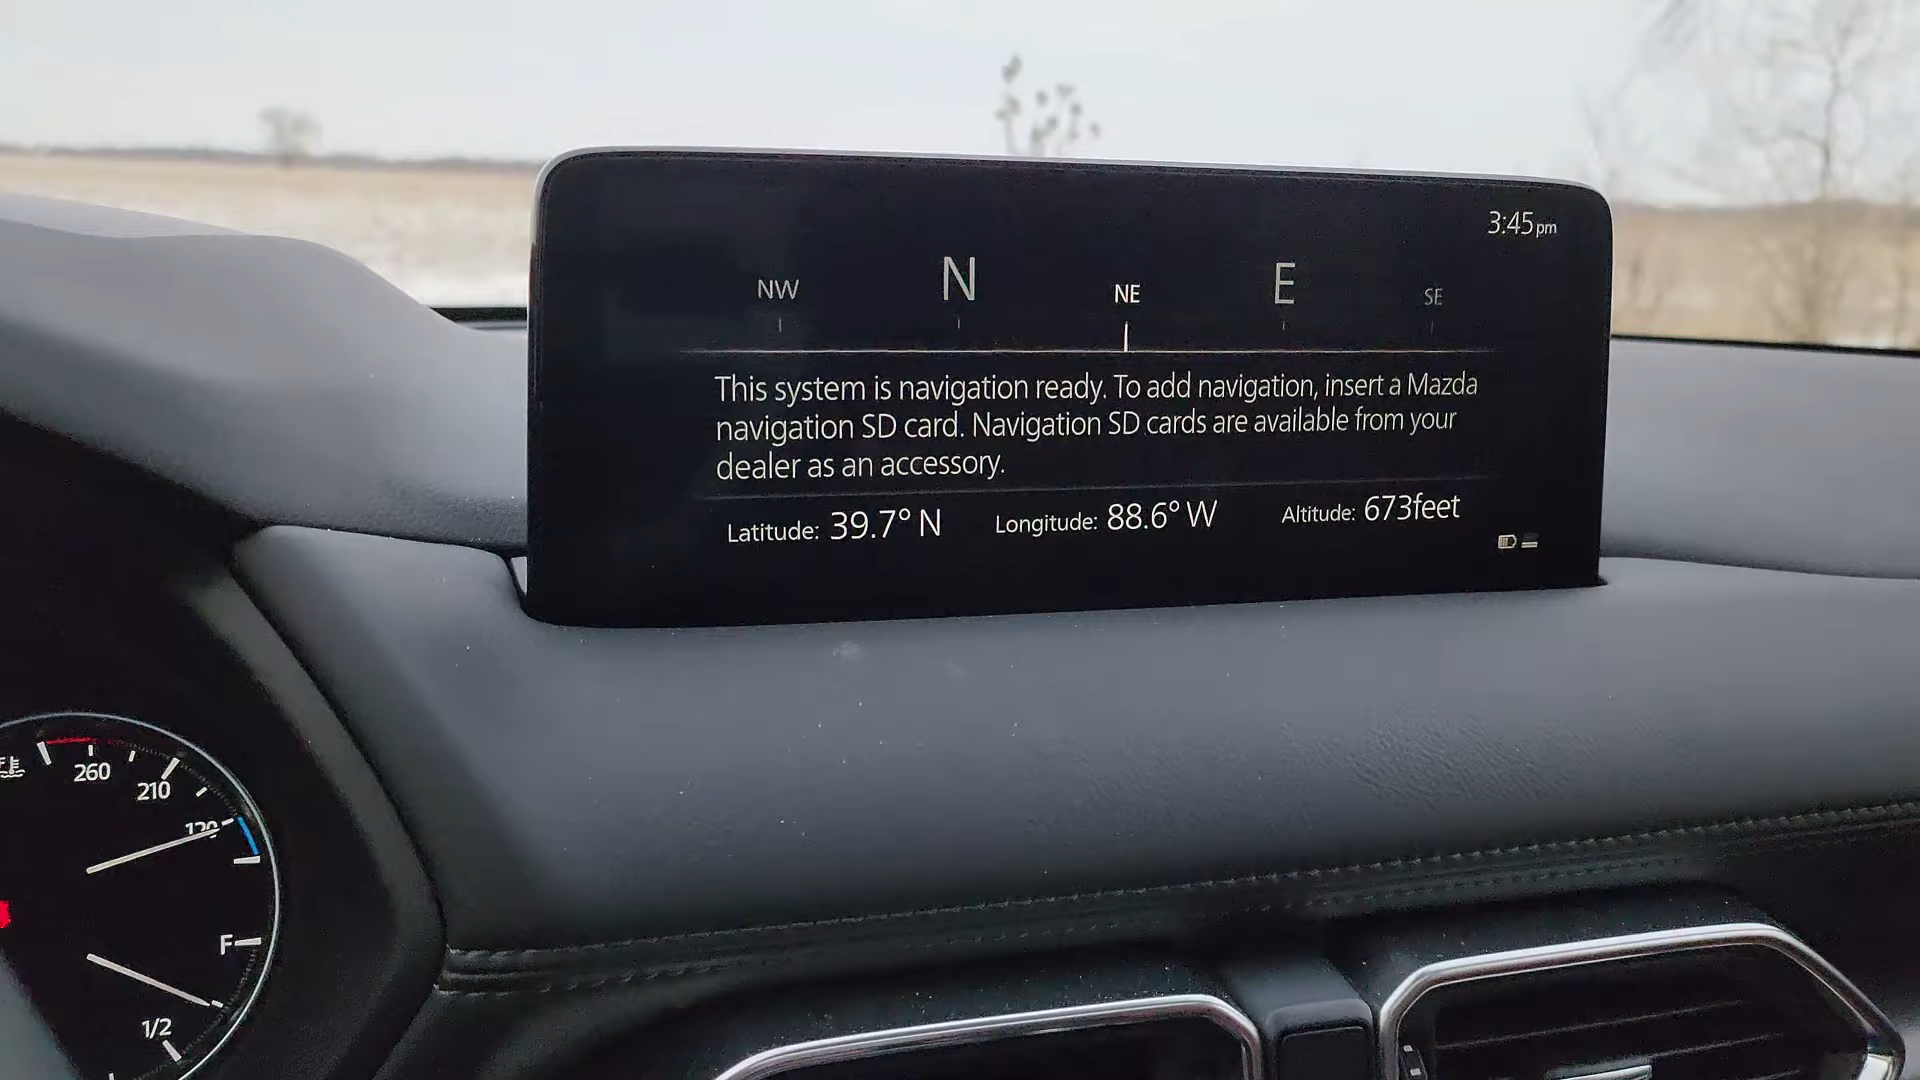 3:45pm
NW N NE E SE
This system is navigation ready. To add navigation, insert a Mazda
navigation SD card. Navigation SD cards are available from your
dealer as an accessory.
Latitude: 39.7° N Longitude: 88.6° W Altitude: 673feet
260
210
120
F
1/2